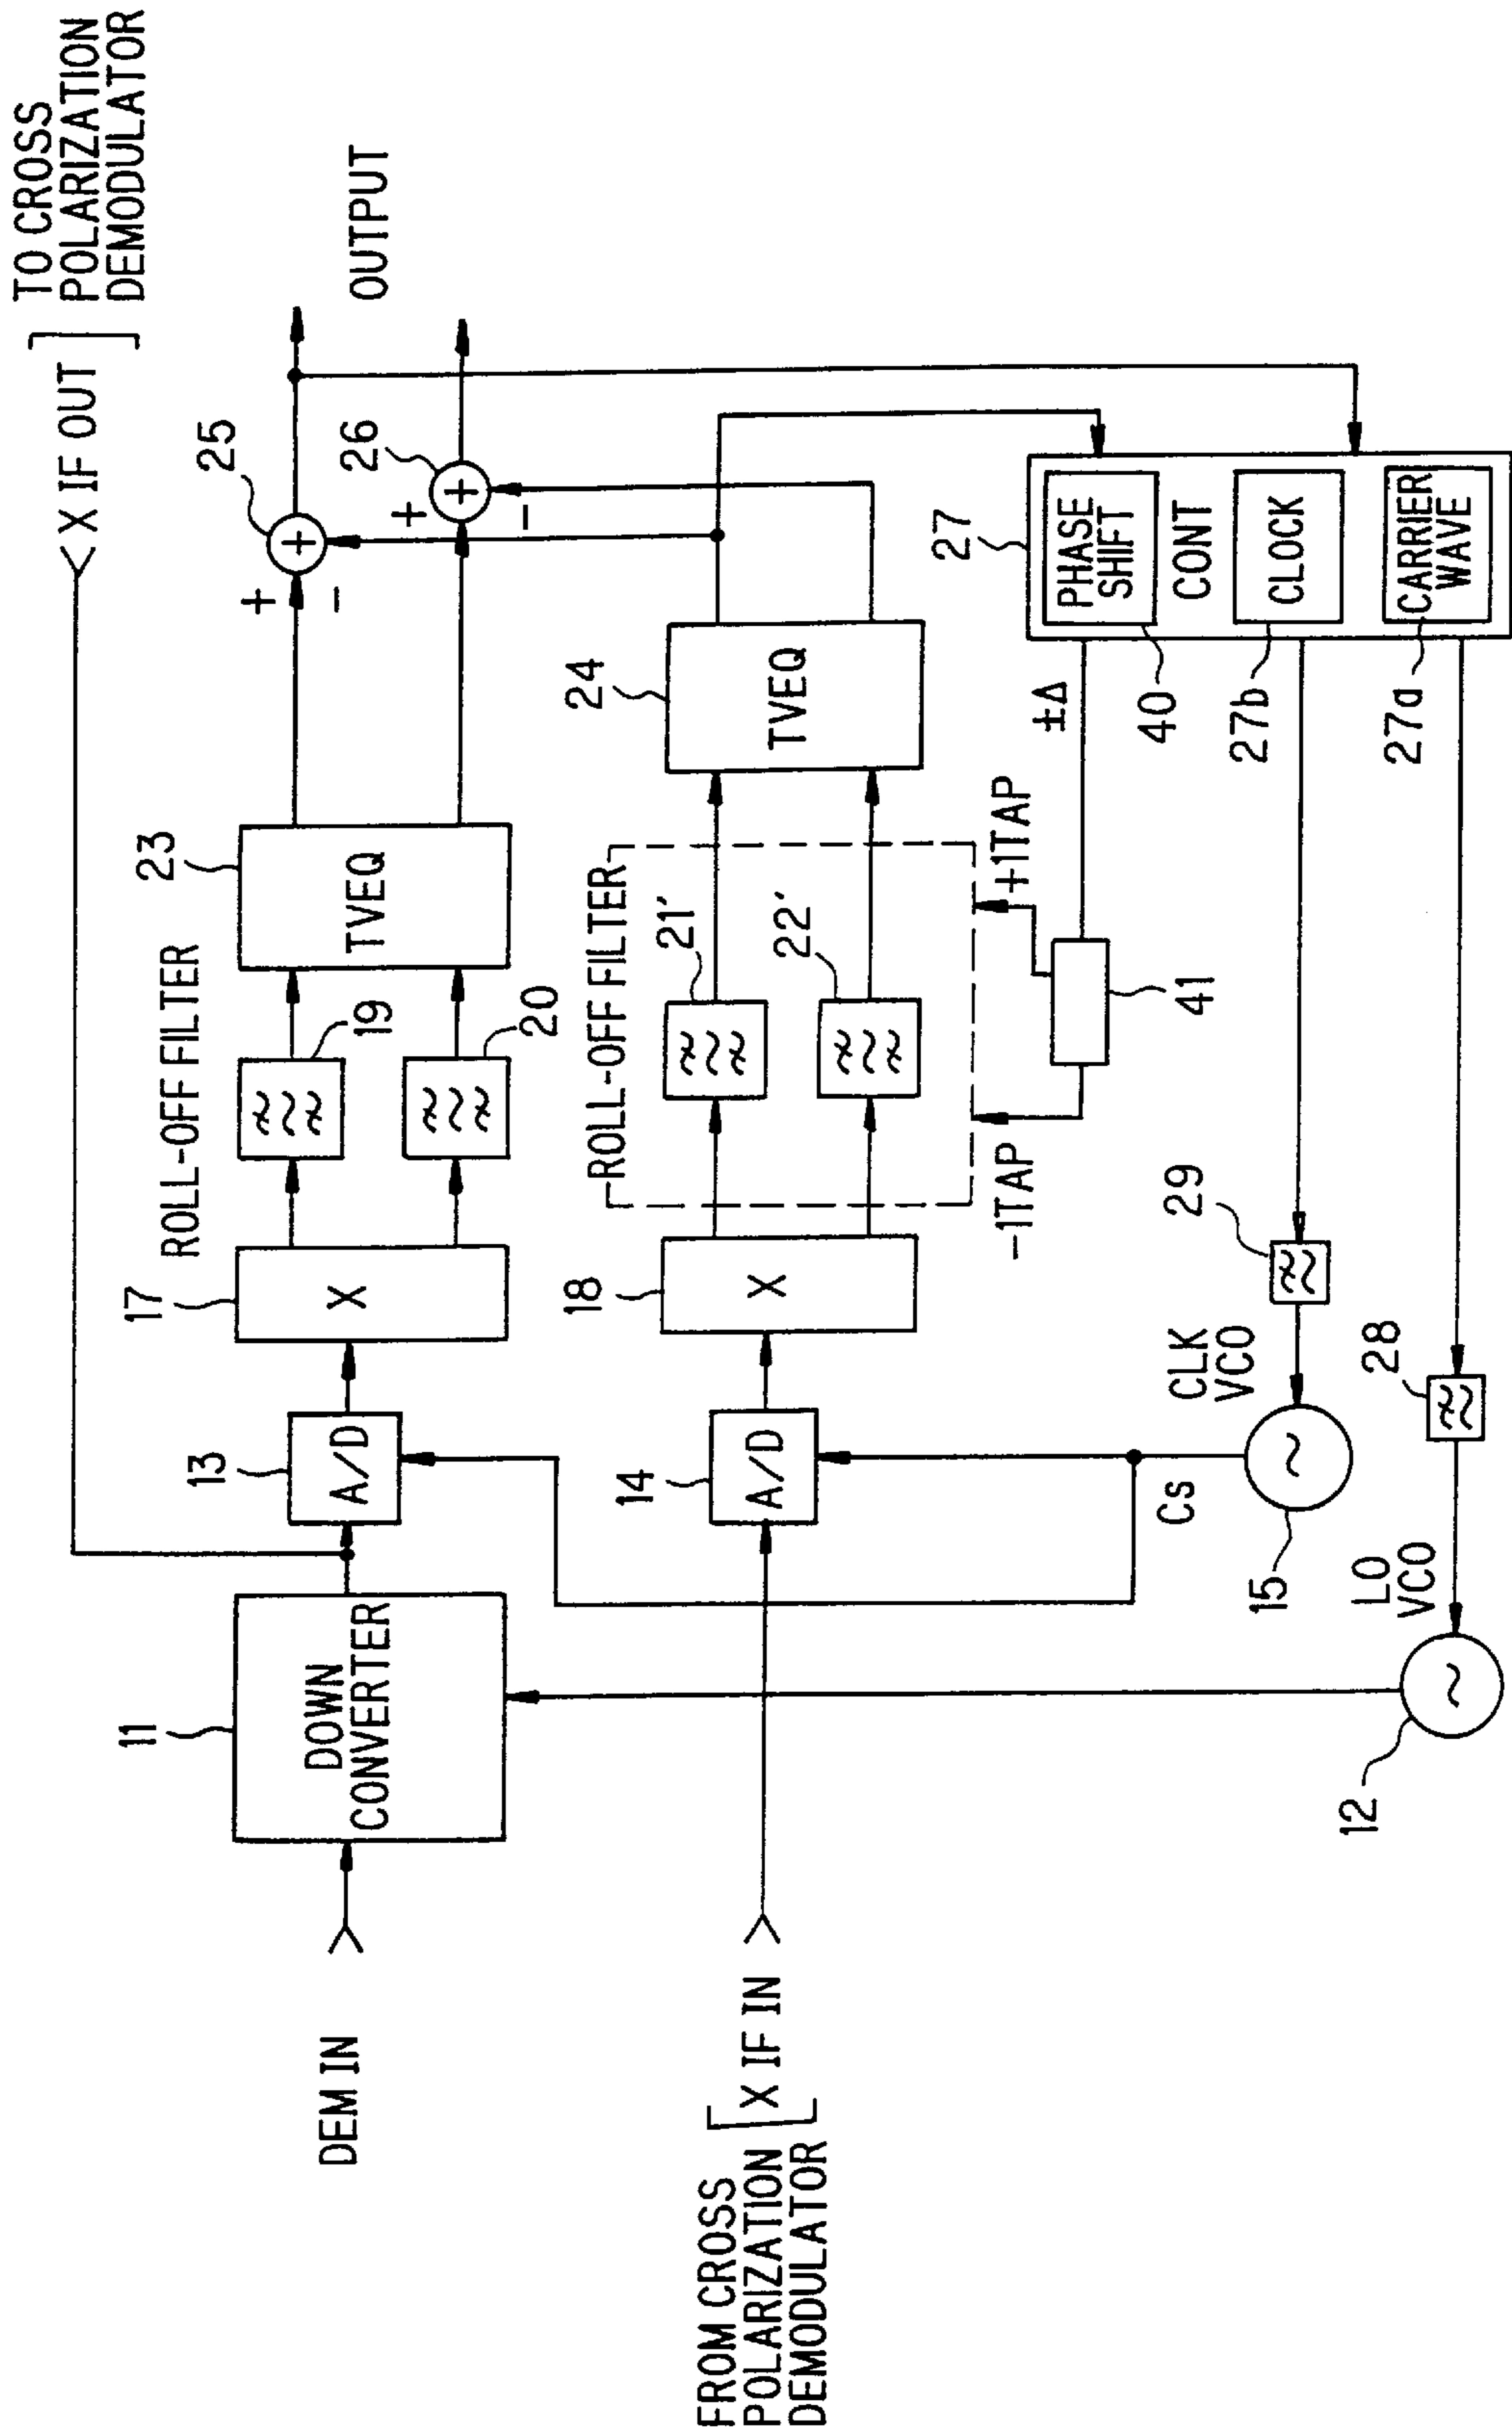 DEM IN
11
DOWN
CONVERTER
< X IF OUT
TO CROSS
POLARIZATION
DEMODULATOR
13
A/D
17
X
ROLL-OFF FILTER
19
20
23
TVEQ
25
+
+
-
26
+
+
-
OUTPUT
FROM CROSS
POLARIZATION
DEMODULATOR
X IF IN >
14
A/D
18
X
ROLL-OFF FILTER
21'
22'
24
TVEQ
-1TAP
+1TAP
41
±Δ
27
PHASE
SHIFT
CONT
40
CLOCK
27b
CARRIER
WAVE
27a
Cs
15
CLK
VCO
29
12
LO
VCO
28